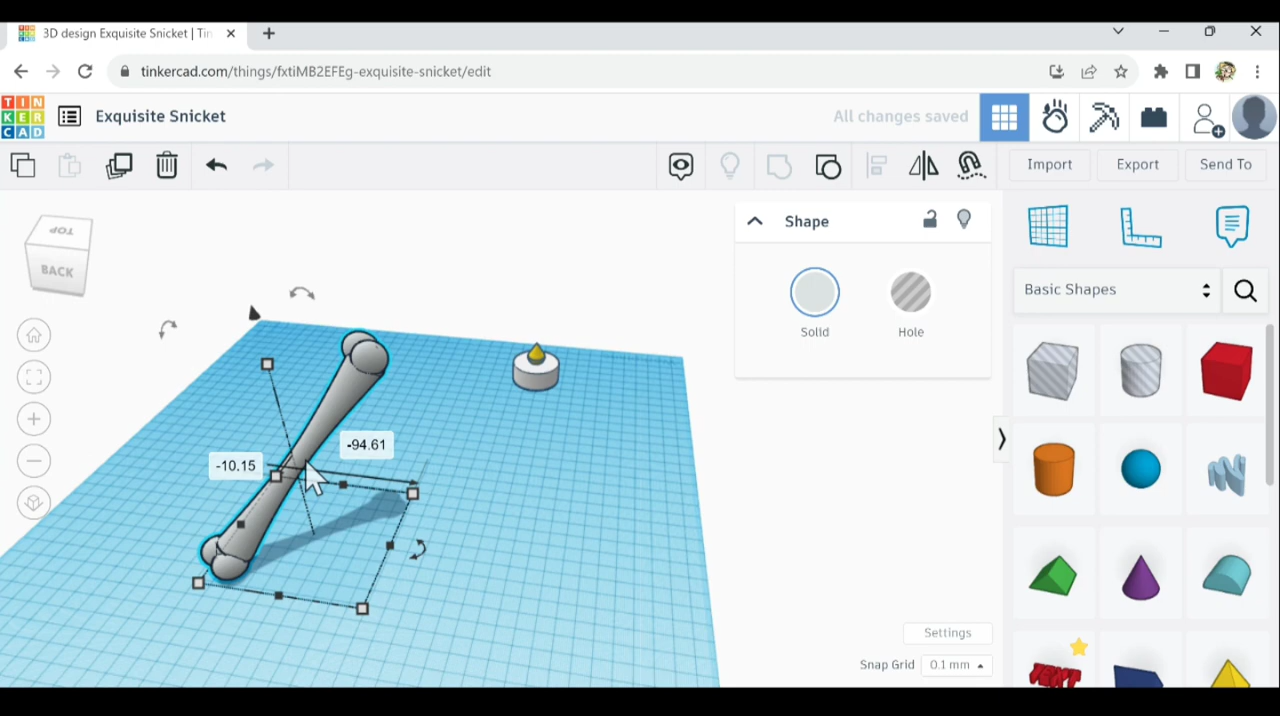 3D design Exquisite Snicket | Tin
tinkercad.com/things/fxtiMB2EFEg-exquisite-snicket/edit
TIN
KER
CAD
Exquisite Snicket
All changes saved
Import
Export
Send To
TOP
BACK
Shape
Solid
Hole
Basic Shapes
-94.61
-10.15
Settings
Snap Grid
0.1 mm
TEXT